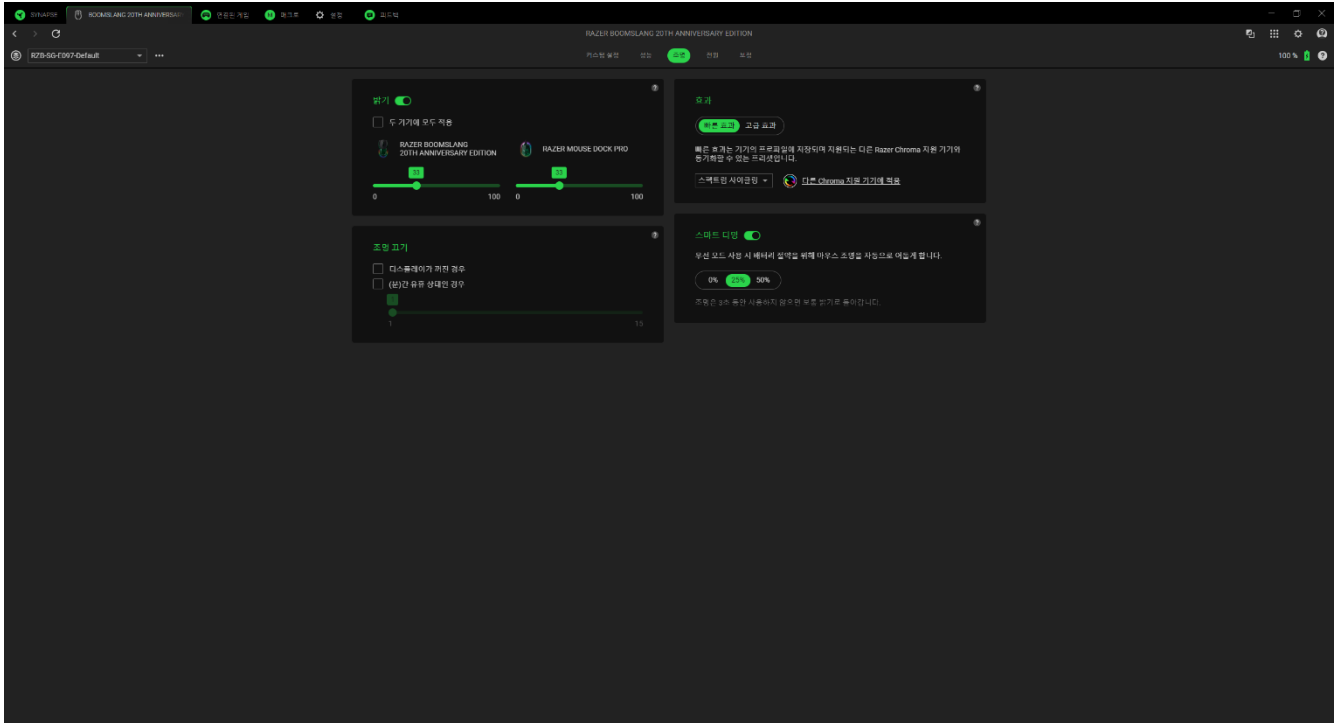 SYNAPSE
BOOMSLANG 20TH ANNIVERSARY
연결된 게임
매크로
설정
피드백
RAZER BOOMSLANG 20TH ANNIVERSARY EDITION
RZB-SG-E097-Default
성능
조명
전원
100 %
밝기
두 기기에 모두 적용
RAZER BOOMSLANG
20TH ANNIVERSARY EDITION
RAZER MOUSE DOCK PRO
33
33
0 100
0 100
조명 끄기
디스플레이가 꺼진 경우
(분)간 유휴 상태인 경우
1
1 15
효과
빠른 효과 고급 효과
빠른 효과는 기기의 프로파일에 저장되며 지원되는 다른 Razer Chroma 지원 기기와
동기화할 수 있는 프리셋입니다.
스펙트럼 사이클링
다른 Chroma 지원 기기에 적용
스마트 디밍
무선 모드 사용 시 배터리 절약을 위해 마우스 조명을 자동으로 어둡게 합니다.
0% 25% 50%
조명은 3초 동안 사용하지 않으면 보통 밝기로 돌아갑니다.